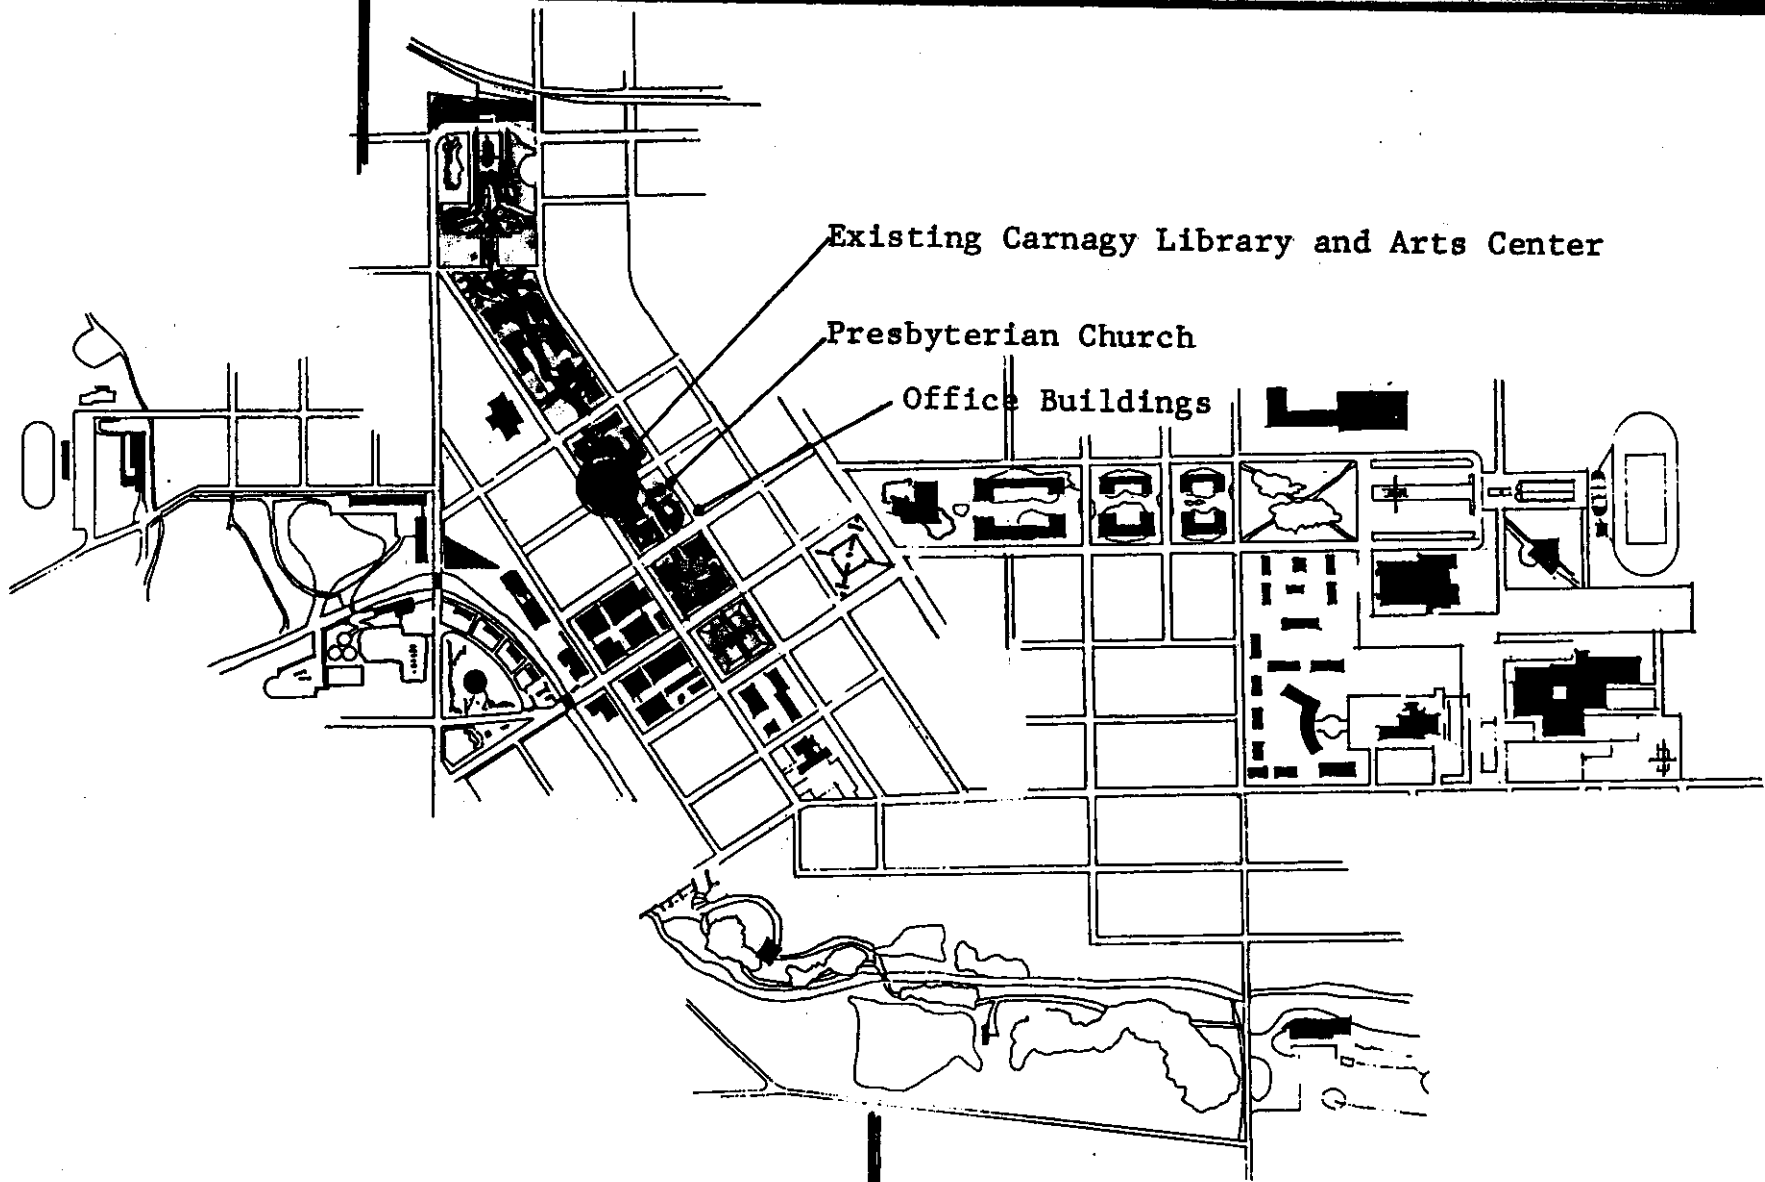 Existing Carnagy Library and Arts Center
Presbyterian Church
Office Buildings